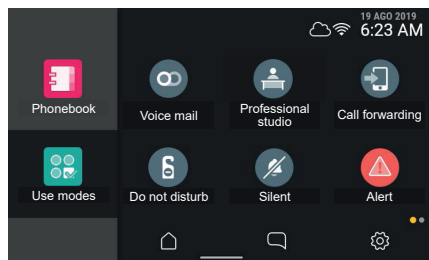 19 AGO 2019
6:23 AM
Phonebook
Voice mail
Professional
studio
Call forwarding
Use modes
Do not disturb
Silent
Alert